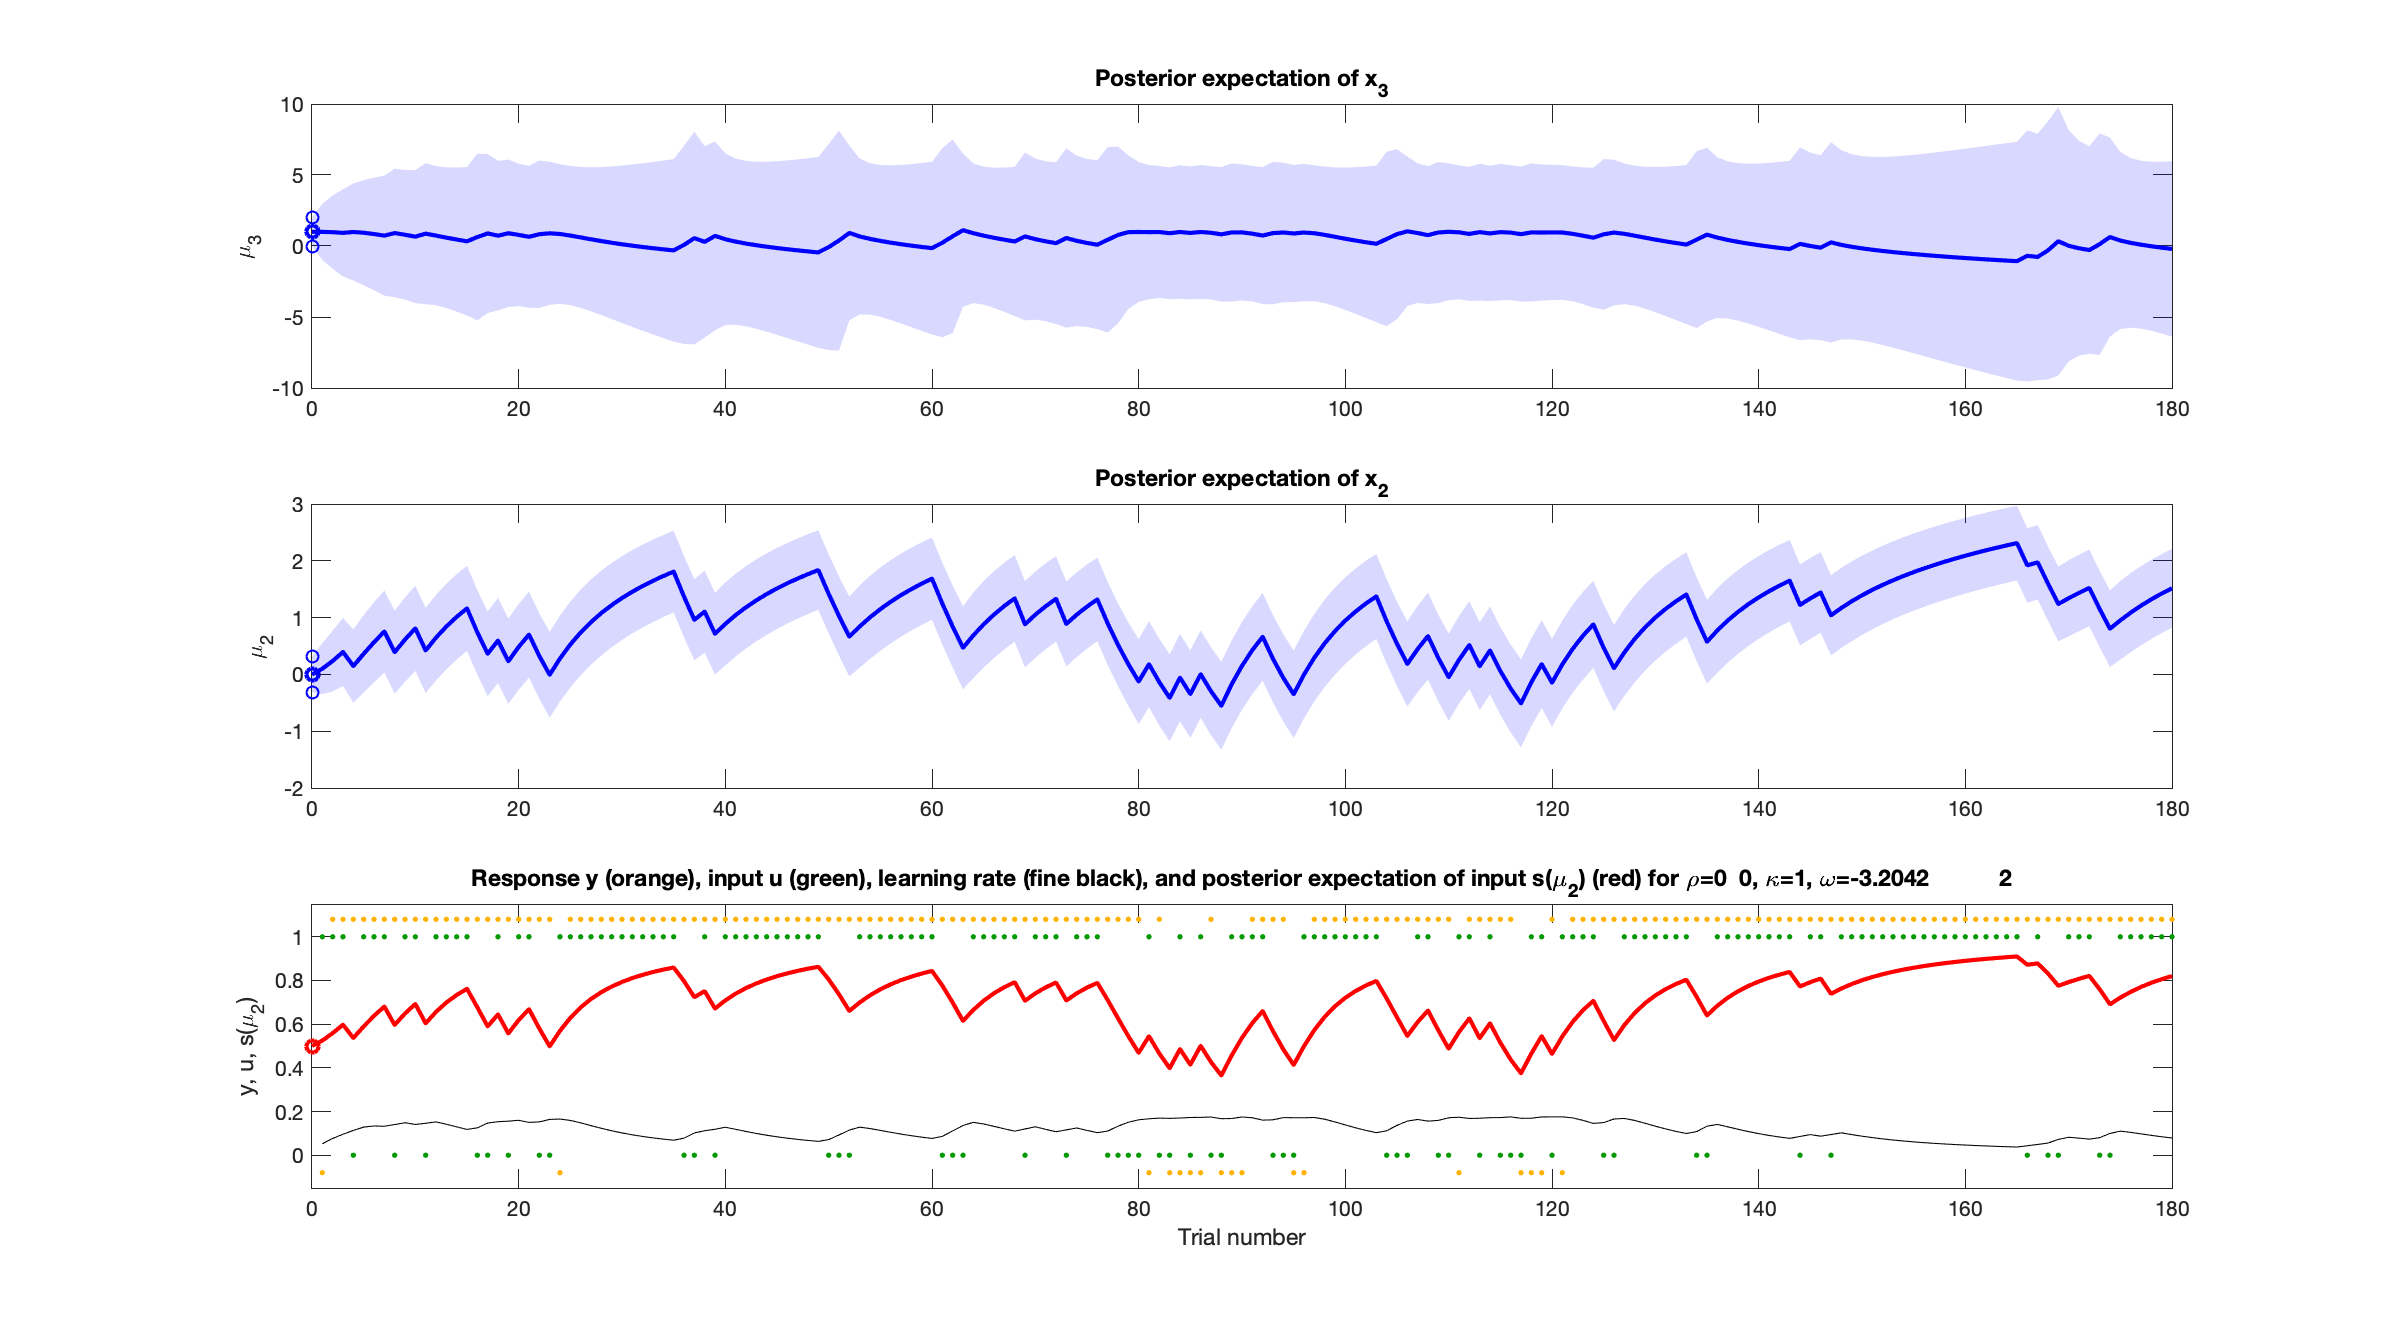 Posterior expectation of x3
10
5
0
-5
-10
μ3
0 20 40 60 80 100 120 140 160 180
Posterior expectation of x2
3
2
1
0
-1
-2
μ2
0 20 40 60 80 100 120 140 160 180
Response y (orange), input u (green), learning rate (fine black), and posterior expectation of input s(μ2) (red) for ρ=0 0, κ=1, ω=-3.2042 2
1
0.8
0.6
0.4
0.2
0
y, u, s(μ2)
0 20 40 60 80 100 120 140 160 180
Trial number